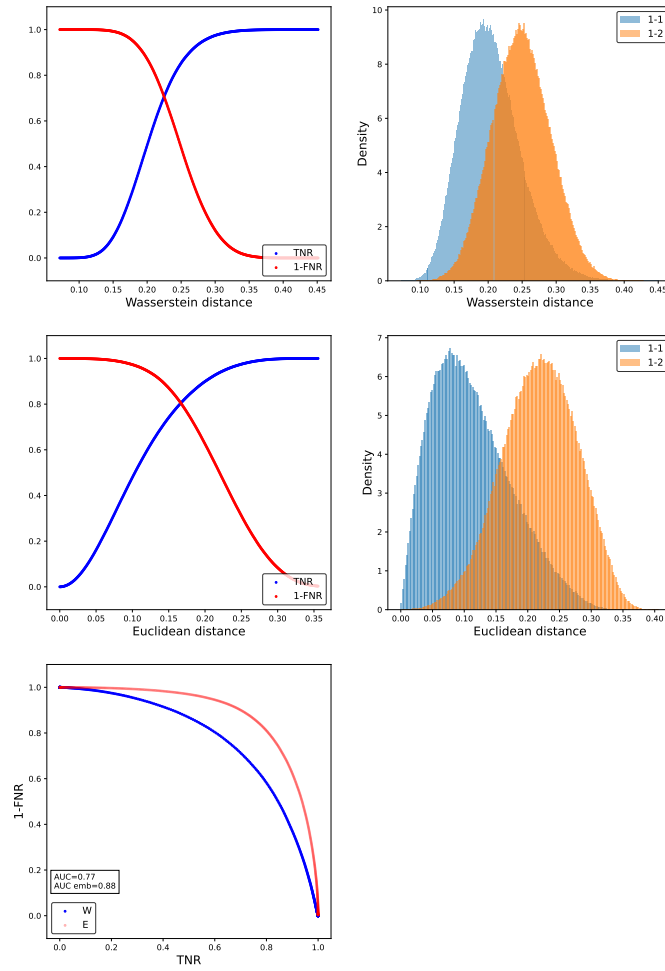 1.0
0.8
0.6
0.4
0.2
0.0
0.10 0.15 0.20 0.25 0.30 0.35 0.40 0.45
Wasserstein distance
TNR
1-FNR
10
8
6
4
2
0
Density
0.10 0.15 0.20 0.25 0.30 0.35 0.40 0.45
Wasserstein distance
1-1
1-2
1.0
0.8
0.6
0.4
0.2
0.0
0.00 0.05 0.10 0.15 0.20 0.25 0.30 0.35
Euclidean distance
TNR
1-FNR
7
6
5
4
3
2
1
0
Density
0.00 0.05 0.10 0.15 0.20 0.25 0.30 0.35 0.40
Euclidean distance
1-1
1-2
1.0
0.8
0.6
0.4
0.2
0.0
1-FNR
AUC=0.77
AUC emb=0.88
W
E
0.0 0.2 0.4 0.6 0.8 1.0
TNR